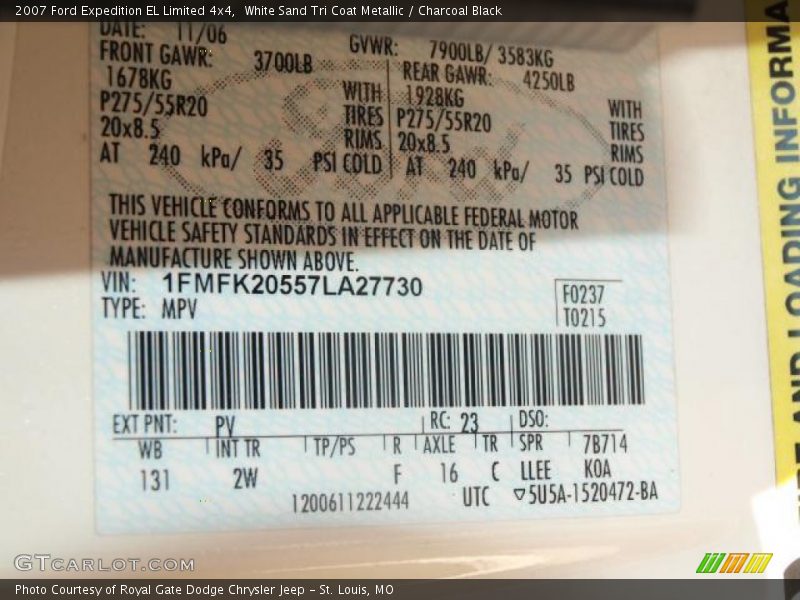 2007 Ford Expedition EL Limited 4x4, White Sand Tri Coat Metallic / Charcoal Black
DATE: 11/06 GVWR: 7900LB/ 3583KG
FRONT GAWR: 3700LB REAR GAWR: 4250LB
1678KG WITH 1928KG WITH
P275/55R20 TIRES P275/55R20 TIRES
20x8.5 RIMS 20x8.5 RIMS
AT 240 kPa/ 35 PSI COLD AT 240 kPa/ 35 PSI COLD
Ford
THIS VEHICLE CONFORMS TO ALL APPLICABLE FEDERAL MOTOR
VEHICLE SAFETY STANDARDS IN EFFECT ON THE DATE OF
MANUFACTURE SHOWN ABOVE.
VIN: 1FMFK20557LA27730 F0237
TYPE: MPV T0215
EXT PNT: PV RC: 23 DSO:
WB INT TR TP/PS R AXLE TR SPR 7B714
131 2W F 16 C LLEE KOA
1200611222444 UTC ▽5U5A-1520472-BA
AND LOADING INFORMA
GTCARLOT.COM
Photo Courtesy of Royal Gate Dodge Chrysler Jeep - St. Louis, MO